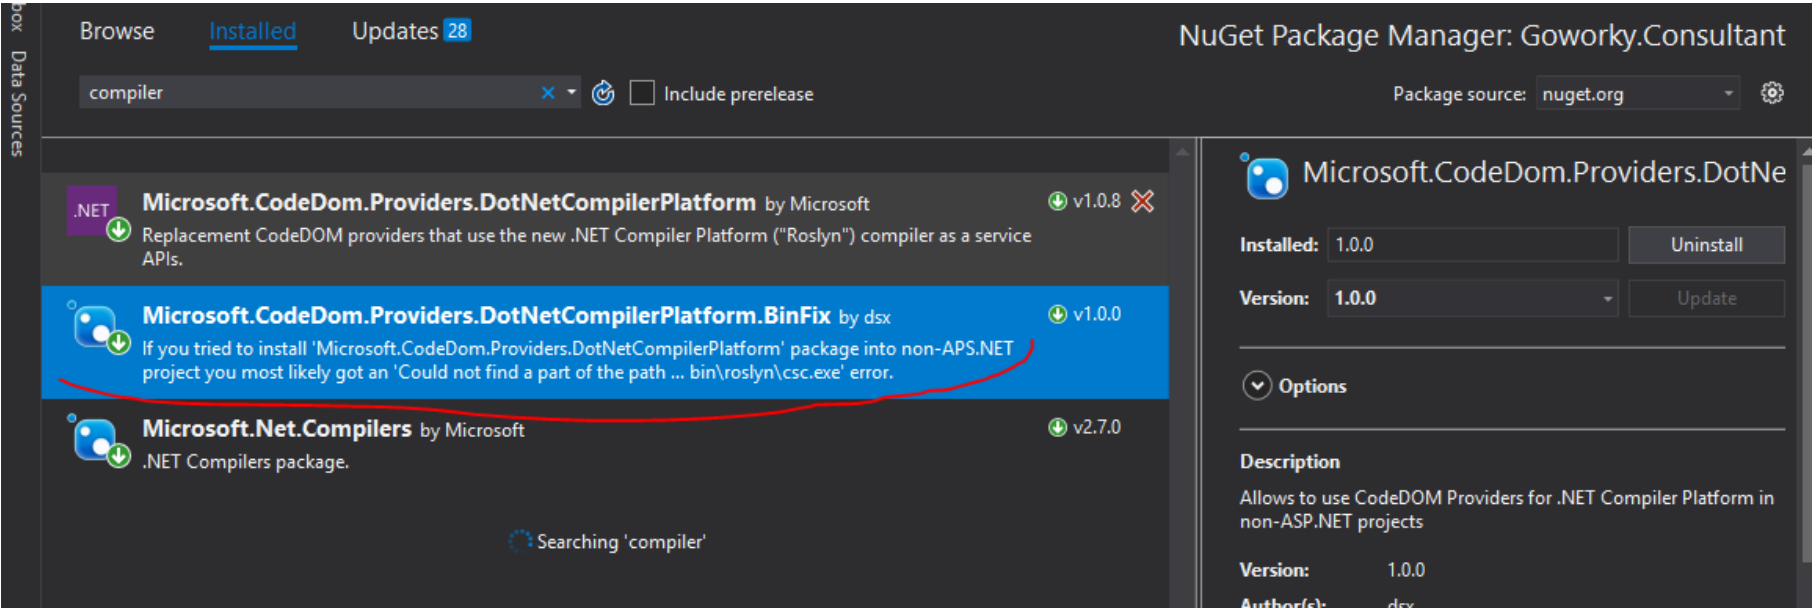 box
Data Sources
Browse Installed Updates 28
NuGet Package Manager: Goworky.Consultant
compiler
Include prerelease
Package source: nuget.org
.NET
Microsoft.CodeDom.Providers.DotNetCompilerPlatform by Microsoft v1.0.8
Replacement CodeDOM providers that use the new .NET Compiler Platform ("Roslyn") compiler as a service
APIs.
Microsoft.CodeDom.Providers.DotNetCompilerPlatform.BinFix by dsx v1.0.0
If you tried to install 'Microsoft.CodeDom.Providers.DotNetCompilerPlatform' package into non-APS.NET
project you most likely got an 'Could not find a part of the path ... bin\roslyn\csc.exe' error.
Microsoft.Net.Compilers by Microsoft v2.7.0
.NET Compilers package.
Searching 'compiler'
Microsoft.CodeDom.Providers.DotNe
Installed: 1.0.0 Uninstall
Version: 1.0.0 Update
Options
Description
Allows to use CodeDOM Providers for .NET Compiler Platform in
non-ASP.NET projects
Version: 1.0.0
Author(s): dsx